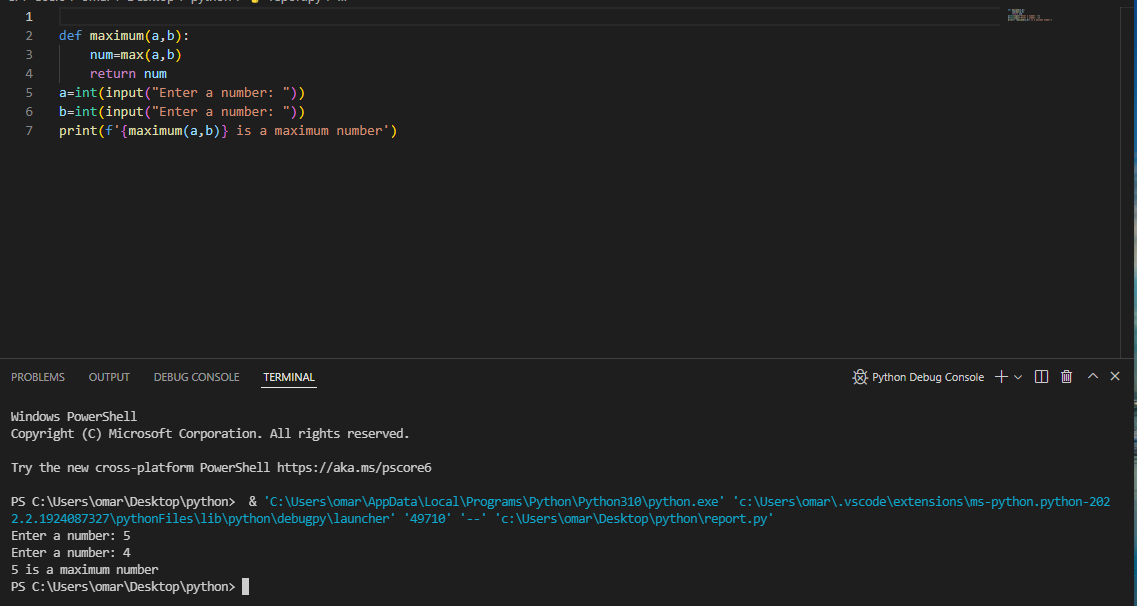 1
2 def maximum(a,b):
3 num=max(a,b)
4 return num
5 a=int(input("Enter a number: "))
6 b=int(input("Enter a number: "))
7 print(f'{maximum(a,b)} is a maximum number')
PROBLEMS OUTPUT DEBUG CONSOLE TERMINAL Python Debug Console
Windows PowerShell
Copyright (C) Microsoft Corporation. All rights reserved.
Try the new cross-platform PowerShell https://aka.ms/pscore6
PS C:\Users\omar\Desktop\python>  & 'C:\Users\omar\AppData\Local\Programs\Python\Python310\python.exe' 'c:\Users\omar\.vscode\extensions\ms-python.python-202
2.2.1924087327\pythonFiles\lib\python\debugpy\launcher' '49710' '--' 'c:\Users\omar\Desktop\python\report.py'
Enter a number: 5
Enter a number: 4
5 is a maximum number
PS C:\Users\omar\Desktop\python>